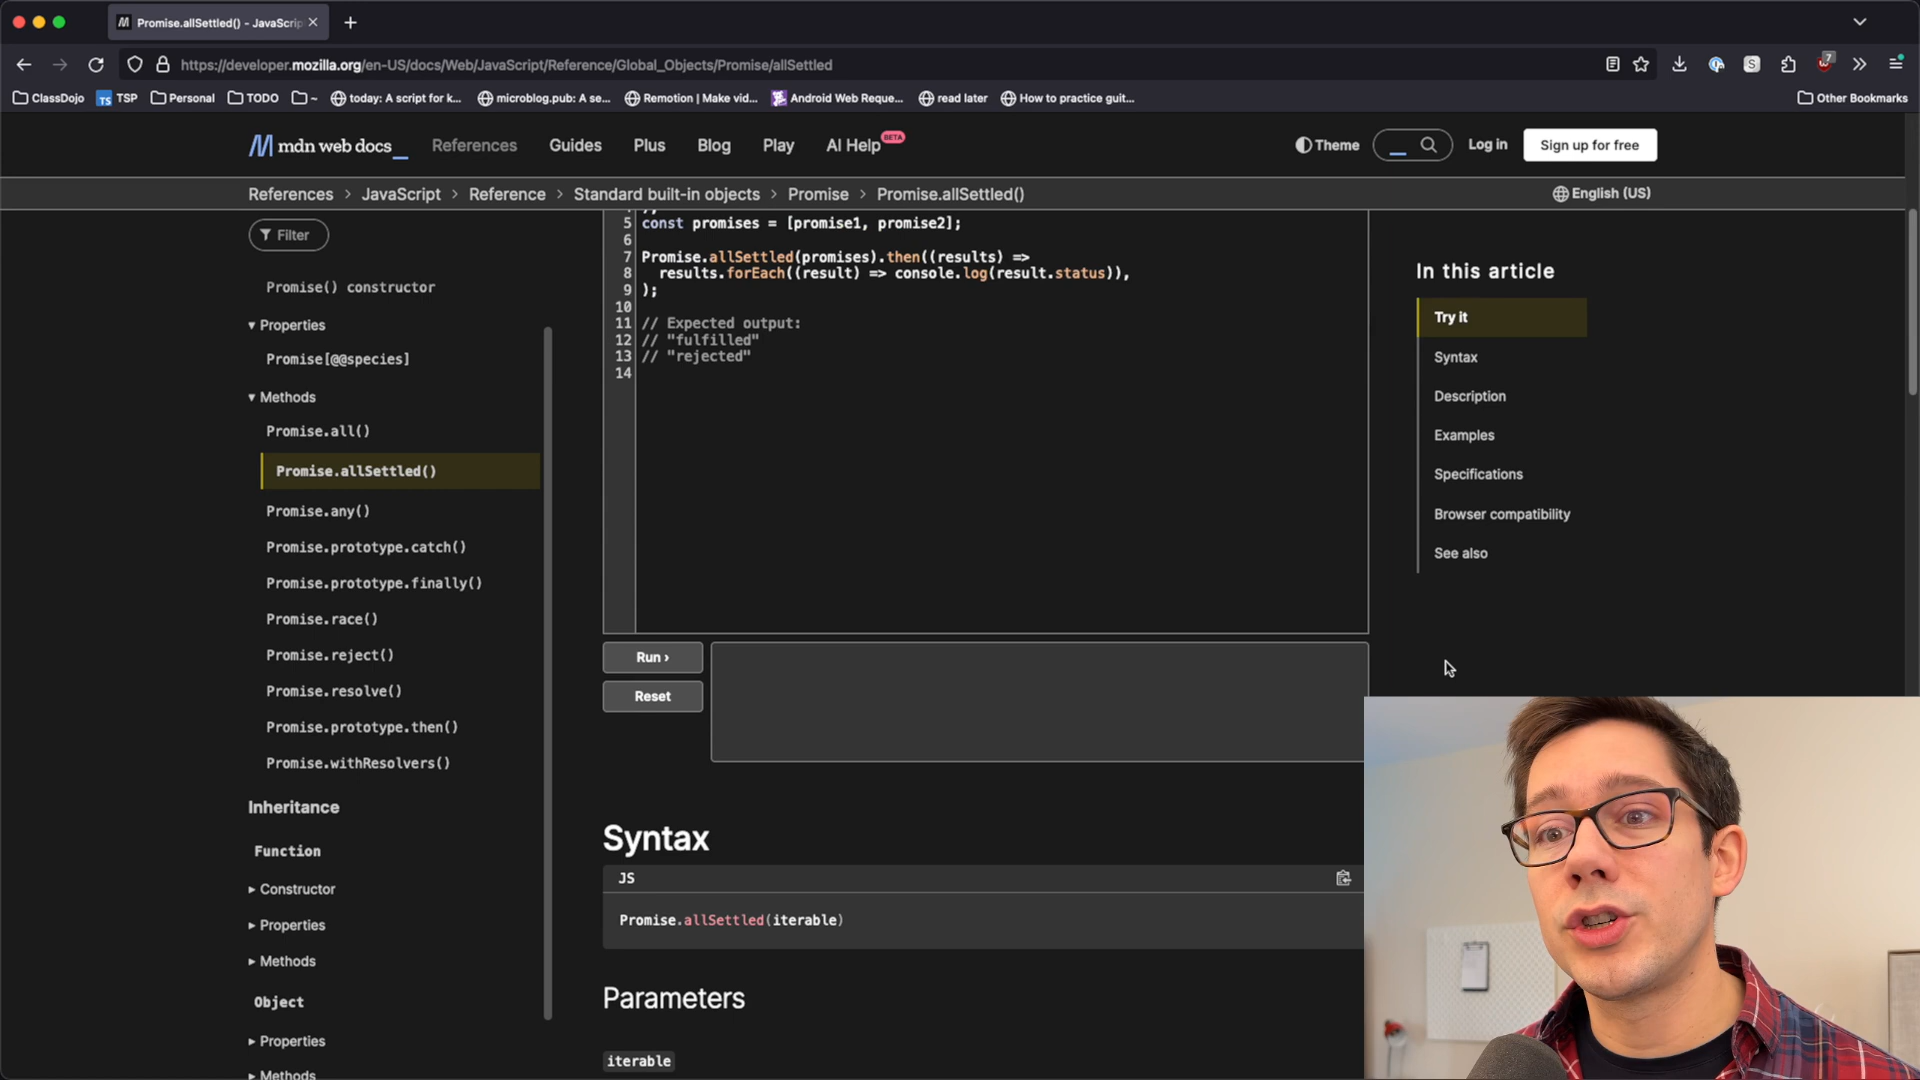 Promise.allSettled() - JavaScrip
https://developer.mozilla.org/en-US/docs/Web/JavaScript/Reference/Global_Objects/Promise/allSettled
S
7
ClassDojo
TS TSP
Personal
TODO
~
today: A script for k...
microblog.pub: A se...
Remotion | Make vid...
Android Web Reque...
read later
How to practice guit...
Other Bookmarks
mdn web docs_
References
Guides
Plus
Blog
Play
AI Help
BETA
Theme
Log in
Sign up for free
References > JavaScript > Reference > Standard built-in objects > Promise > Promise.allSettled()
English (US)
Filter
Promise() constructor
Properties
Promise[@@species]
Methods
Promise.all()
Promise.allSettled()
Promise.any()
Promise.prototype.catch()
Promise.prototype.finally()
Promise.race()
Promise.reject()
Promise.resolve()
Promise.prototype.then()
Promise.withResolvers()
Inheritance
Function
Constructor
Properties
Methods
Object
Properties
Methods
5 const promises = [promise1, promise2];
6
7 Promise.allSettled(promises).then((results) =>
8 results.forEach((result) => console.log(result.status)),
9 );
10
11 // Expected output:
12 // "fulfilled"
13 // "rejected"
14
Run ›
Reset
Syntax
JS
Promise.allSettled(iterable)
Parameters
iterable
In this article
Try it
Syntax
Description
Examples
Specifications
Browser compatibility
See also